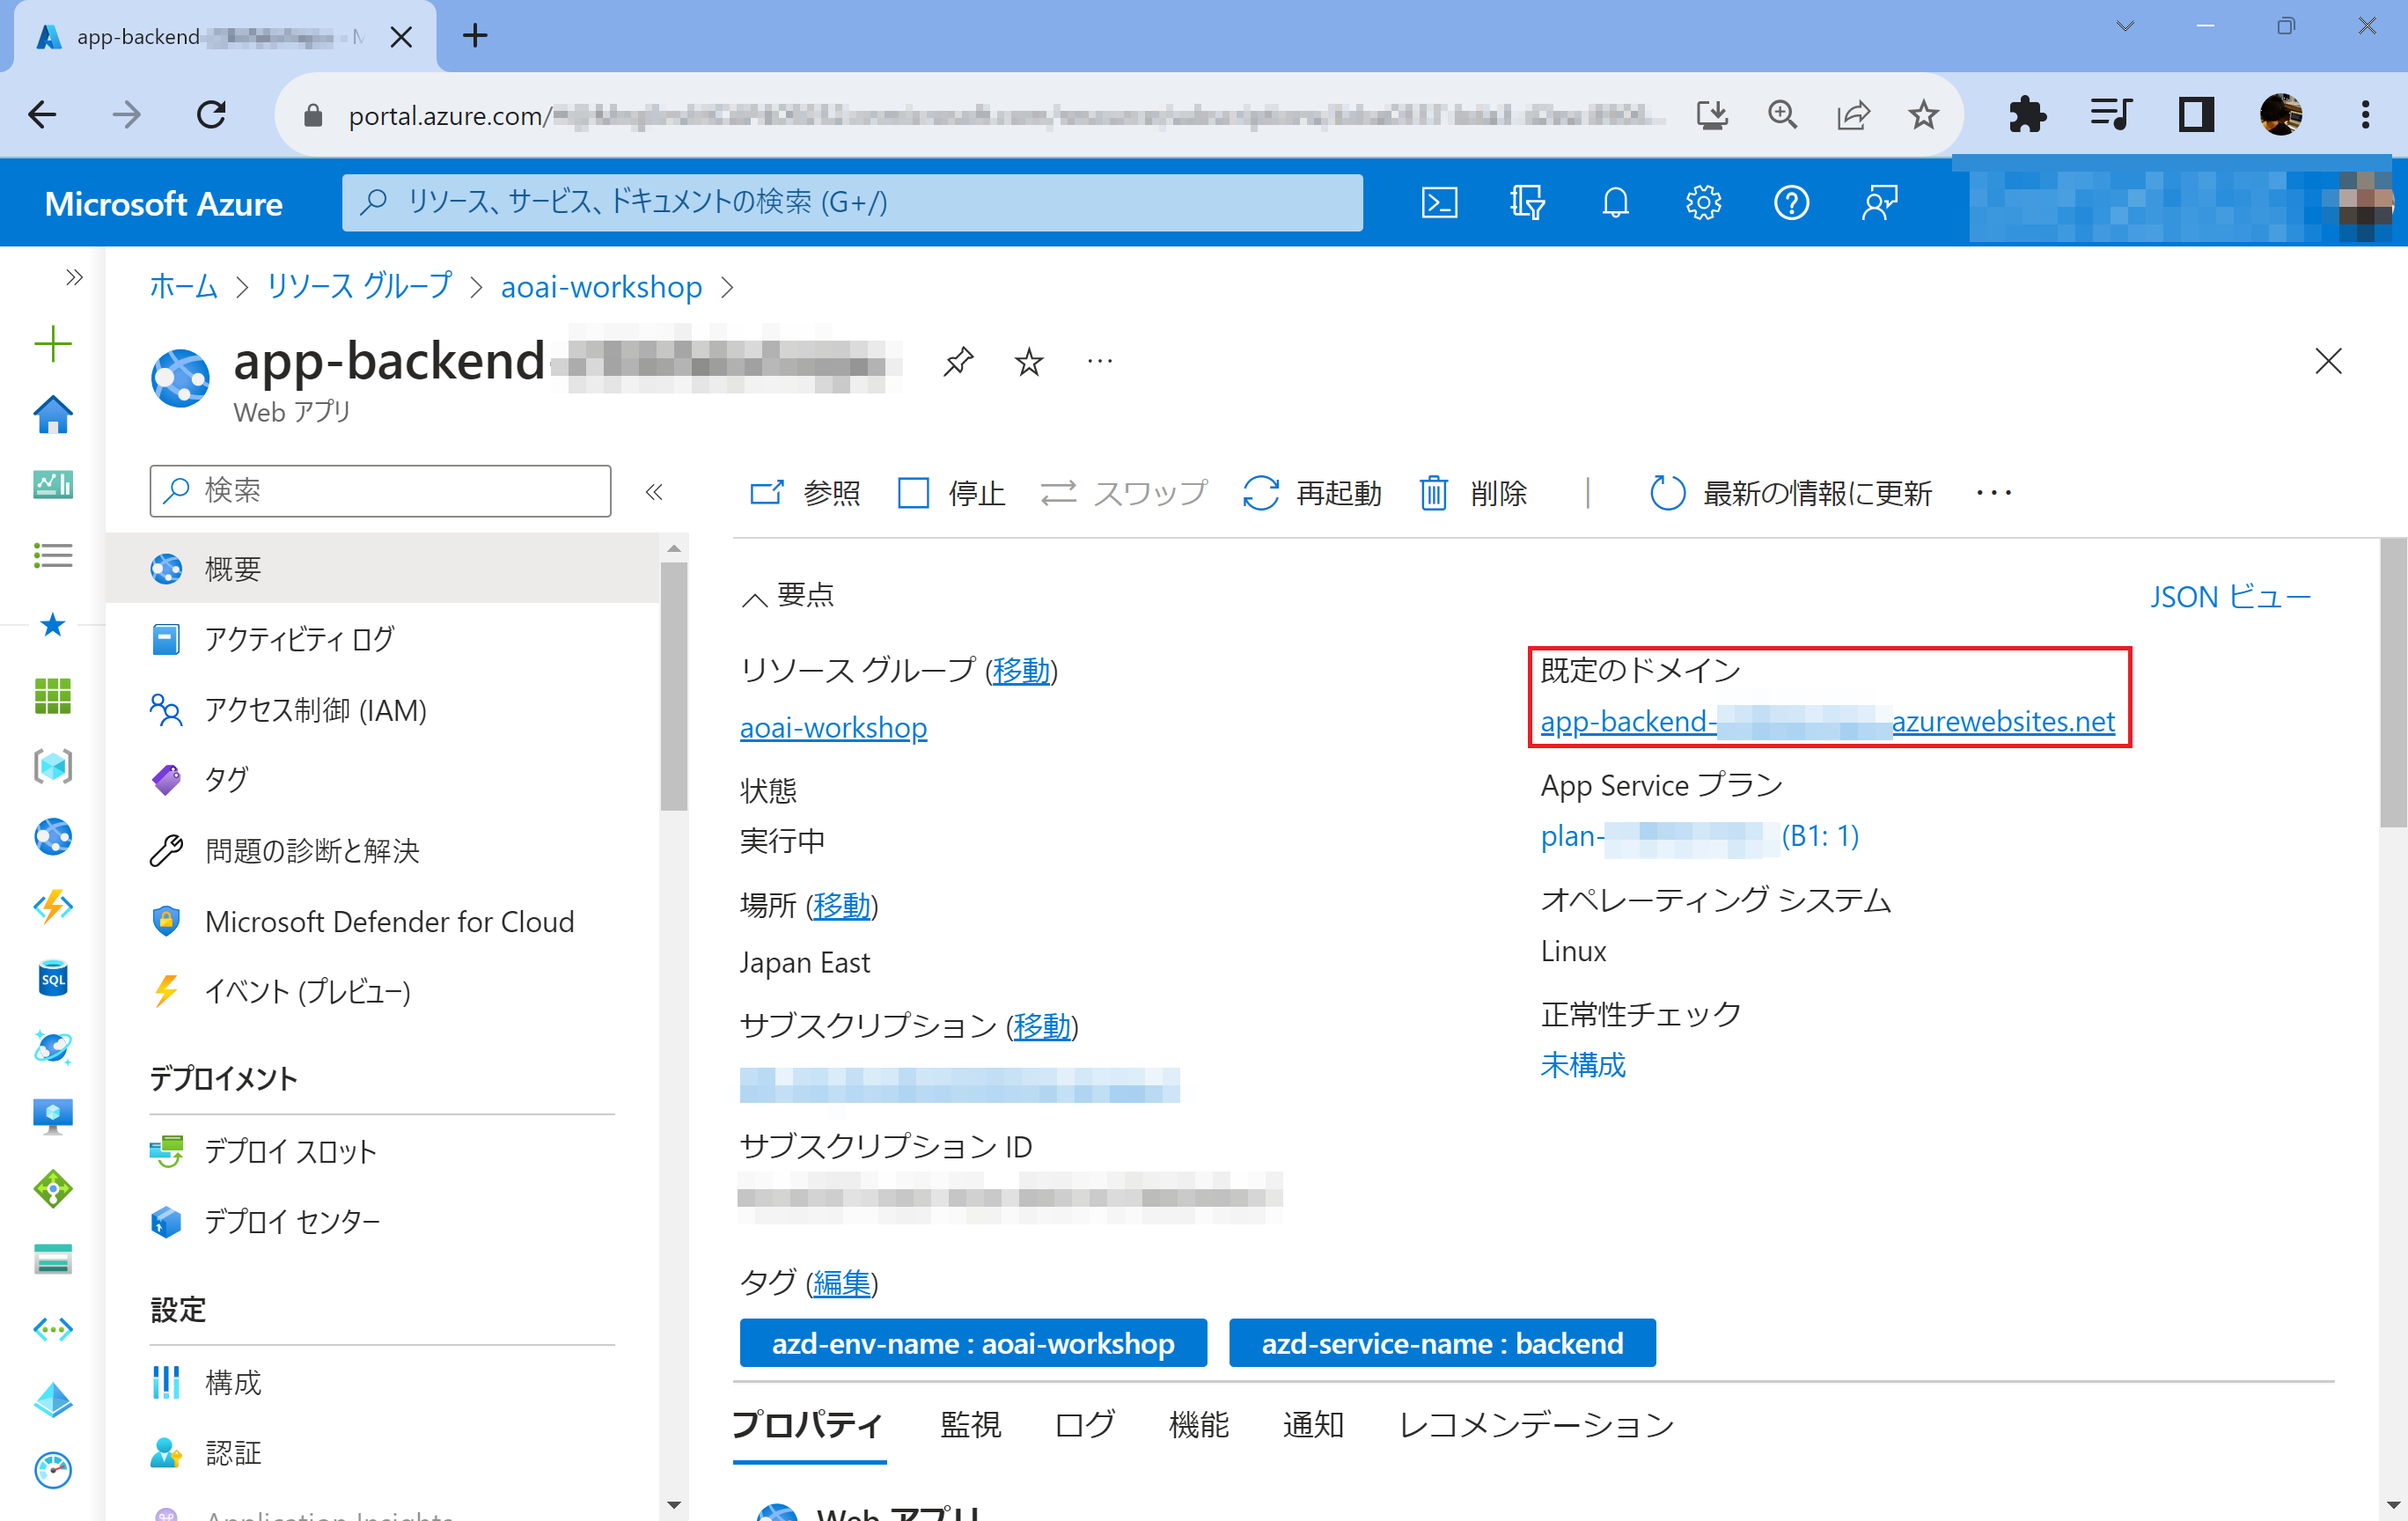 app-backend-
portal.azure.com/
Microsoft Azure
リソース、サービス、ドキュメントの検索 (G+/)
ホーム > リソース グループ > aoai-workshop >
app-backend-
Web アプリ
検索
参照 停止 スワップ 再起動 削除 最新の情報に更新
概要
アクティビティ ログ
アクセス制御 (IAM)
タグ
問題の診断と解決
Microsoft Defender for Cloud
イベント (プレビュー)
デプロイメント
デプロイ スロット
デプロイ センター
設定
構成
認証
Application Insights
要点
JSON ビュー
リソース グループ (移動)
aoai-workshop
状態
実行中
場所 (移動)
Japan East
サブスクリプション (移動)
サブスクリプション ID
タグ (編集)
azd-env-name : aoai-workshop
azd-service-name : backend
既定のドメイン
app-backend- azurewebsites.net
App Service プラン
plan- (B1: 1)
オペレーティング システム
Linux
正常性チェック
未構成
プロパティ 監視 ログ 機能 通知 レコメンデーション
Web アプリ
SQL